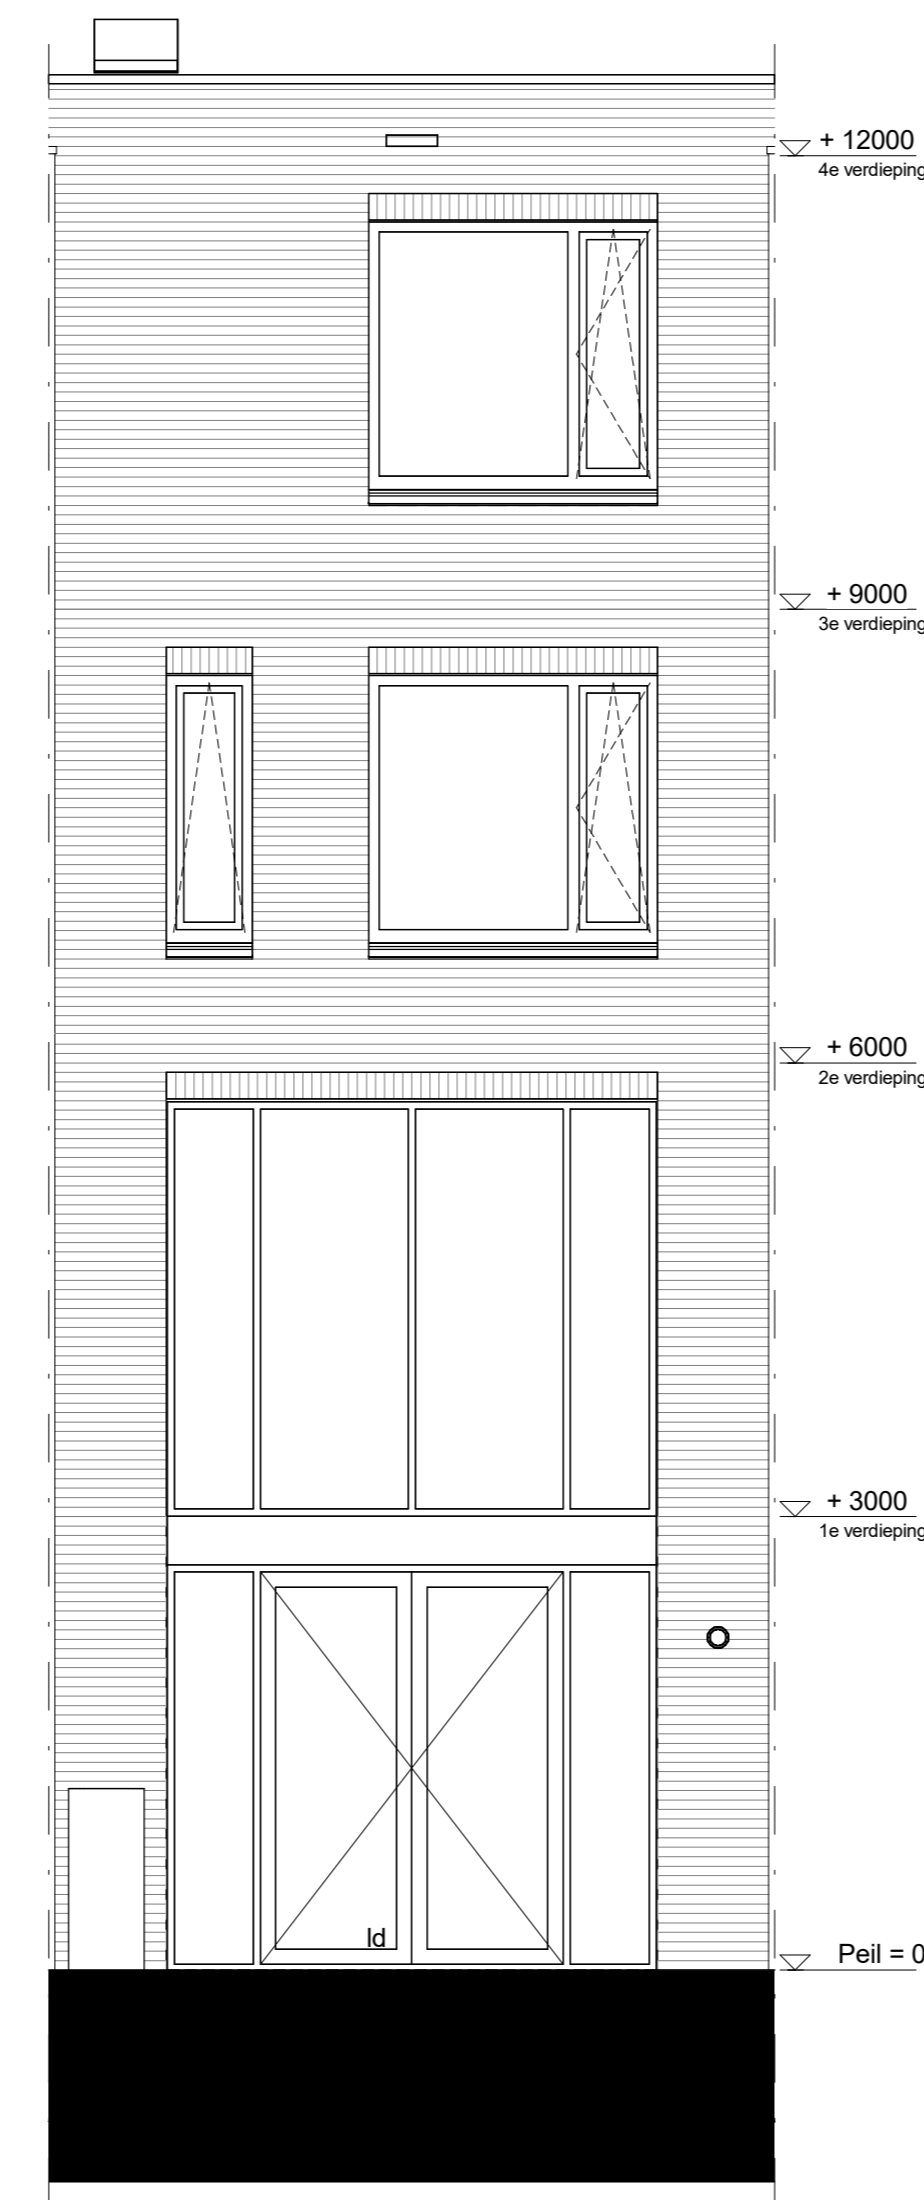 + 12000
4e verdieping
+ 9000
3e verdieping
+ 6000
2e verdieping
+ 3000
1e verdieping
ld
Peil = 0